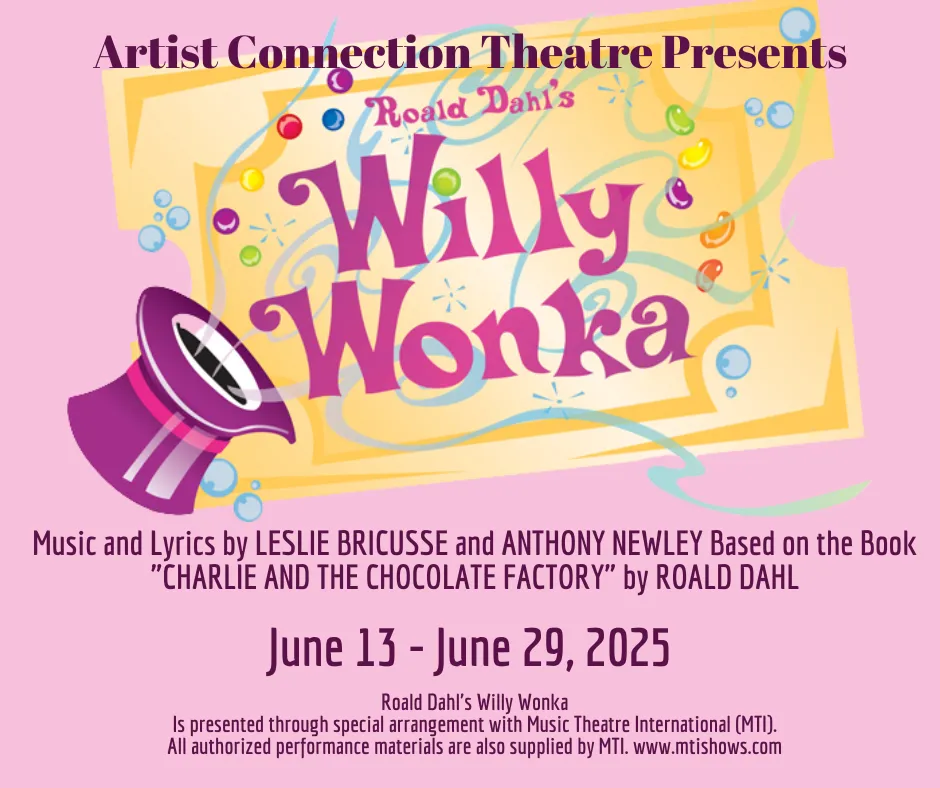 Artist Connection Theatre Presents
Roald Dahl's
Willy
Wonka
Music and Lyrics by LESLIE BRICUSSE and ANTHONY NEWLEY Based on the Book
"CHARLIE AND THE CHOCOLATE FACTORY" by ROALD DAHL
June 13 - June 29, 2025
Roald Dahl's Willy Wonka
Is presented through special arrangement with Music Theatre International (MTI).
All authorized performance materials are also supplied by MTI. www.mtishows.com